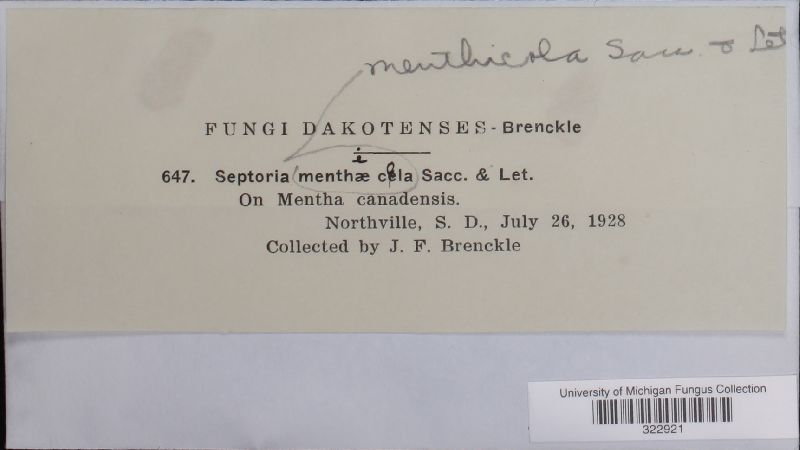 menthicola Sacc. & Let
FUNGI DAKOTENSES - Brenckle
i
647. Septoria menthæ cola Sacc. & Let.
On Mentha canadensis.
Northville, S. D., July 26, 1928
Collected by J. F. Brenckle
University of Michigan Fungus Collection
322921